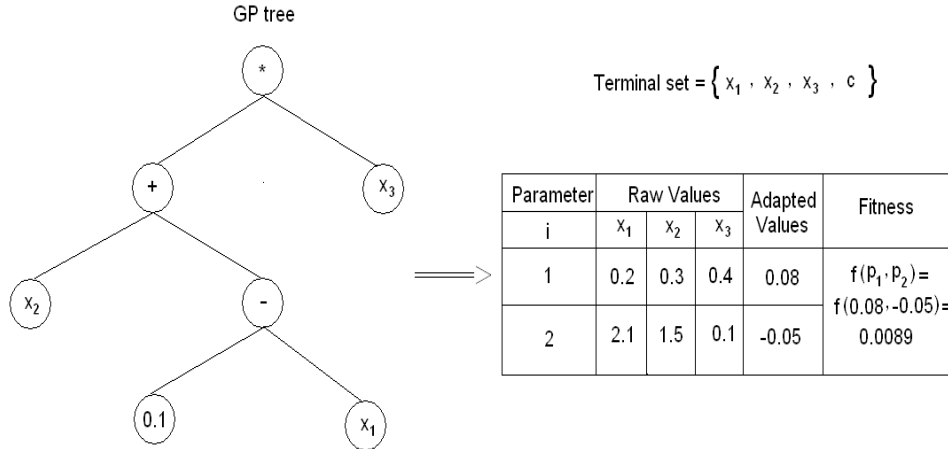 GP tree
*
Terminal set = { x1 , x2 , x3 , c }
+
x3
x2
-
0.1
x1
Parameter Raw Values Adapted Values Fitness
i x1 x2 x3
1 0.2 0.3 0.4 0.08 f(p1,p2)=
f(0.08,-0.05)=
2 2.1 1.5 0.1 -0.05 0.0089